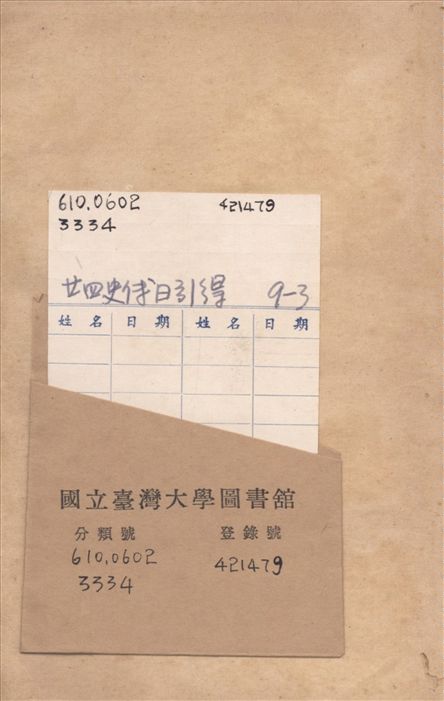 610.0602 421479
3334
廿四史传目引得 9-3
姓名 日期 姓名 日期
國立臺灣大學圖書舘
分類號 登錄號
610.0602 421479
3334